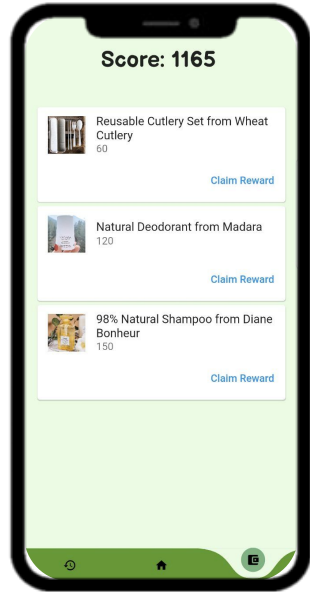 Score: 1165
Reusable Cutlery Set from Wheat
Cutlery
60
Claim Reward
Natural Deodorant from Madara
120
Claim Reward
98% Natural Shampoo from Diane
Bonheur
150
Claim Reward